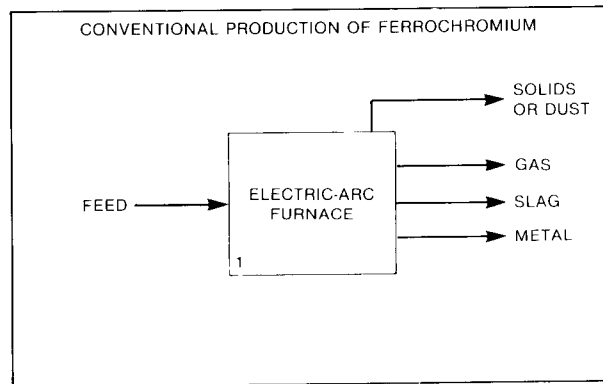 CONVENTIONAL PRODUCTION OF FERROCHROMIUM
SOLIDS
OR DUST
FEED
ELECTRIC-ARC
FURNACE
1
GAS
SLAG
METAL